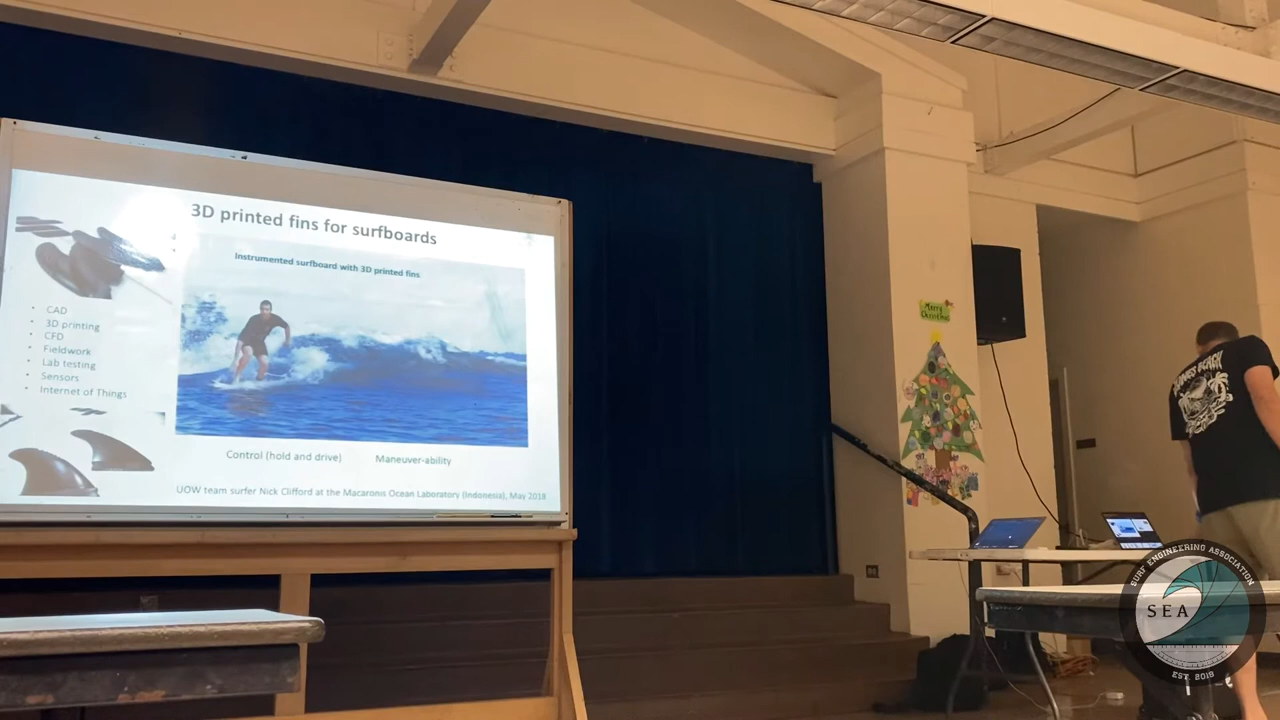 3D printed fins for surfboards
Instrumented surfboard with 3D printed fins
• CAD
• 3D printing
• CFD
• Fieldwork
• Lab testing
• Sensors
• Internet of Things
Control (hold and drive)
Maneuver-ability
UOW team surfer Nick Clifford at the Macaronis Ocean Laboratory (Indonesia), May 2018
Merry
Christmas
BEACH
SURF ENGINEERING ASSOCIATION
SEA
EST. 2019